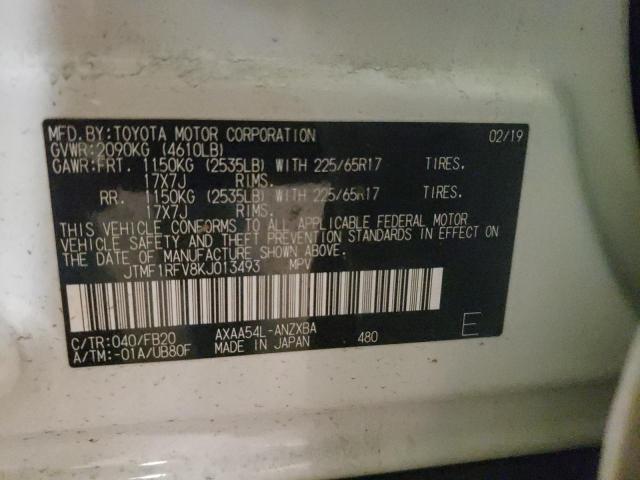 MFD.BY:TOYOTA MOTOR CORPORATION 02/19
GVWR:2090KG (4610LB)
GAWR:FRT. 1150KG (2535LB) WITH 225/65R17 TIRES.
17X7J RIMS.
RR. 1150KG (2535LB) WITH 225/65R17 TIRES.
17X7J RIMS.
THIS VEHICLE CONFORMS TO ALL APPLICABLE FEDERAL MOTOR
VEHICLE SAFETY AND THEFT PREVENTION STANDARDS IN EFFECT ON
THE DATE OF MANUFACTURE SHOWN ABOVE.
JTMF1RFV8KJ013493 MPV
C/TR:040/FB20 AXAA54L-ANZXBA 480 E
A/TM:-01A/UB80F MADE IN JAPAN